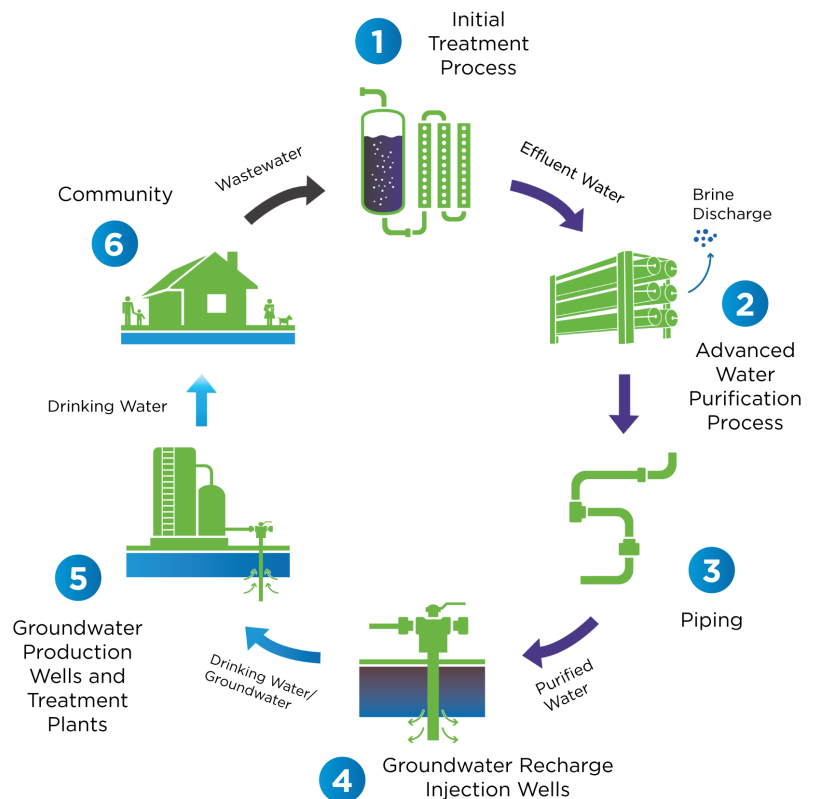 1
Initial
Treatment
Process
Effluent Water
Brine
Discharge
2
Advanced
Water
Purification
Process
3
Piping
Purified
Water
4
Groundwater Recharge
Injection Wells
Drinking Water/
Groundwater
5
Groundwater
Production
Wells and
Treatment
Plants
Drinking Water
6
Community
Wastewater